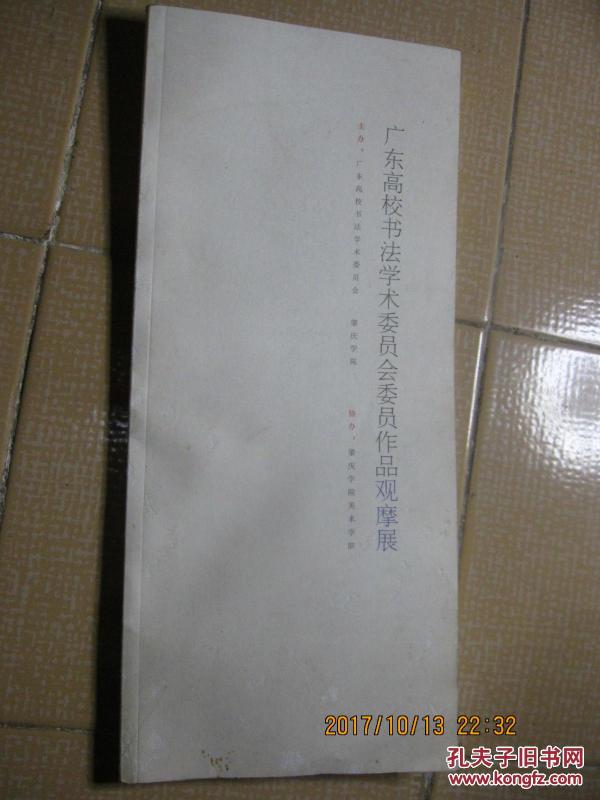 广东高校书法学术委员会委员作品观摩展
主办：广东高校书法学术委员会 肇庆学院
协办：肇庆学院美术学院
2017/10/13 22:32
孔夫子旧书网
www.kongfz.com